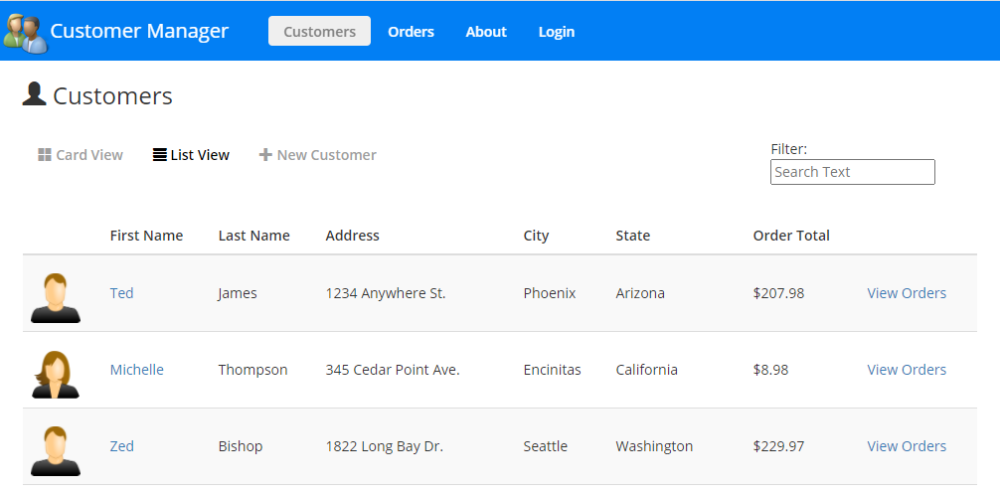 Customer Manager Customers Orders About Login
Customers
Card View List View New Customer
Filter:
Search Text
First Name Last Name Address City State Order Total
Ted James 1234 Anywhere St. Phoenix Arizona $207.98 View Orders
Michelle Thompson 345 Cedar Point Ave. Encinitas California $8.98 View Orders
Zed Bishop 1822 Long Bay Dr. Seattle Washington $229.97 View Orders